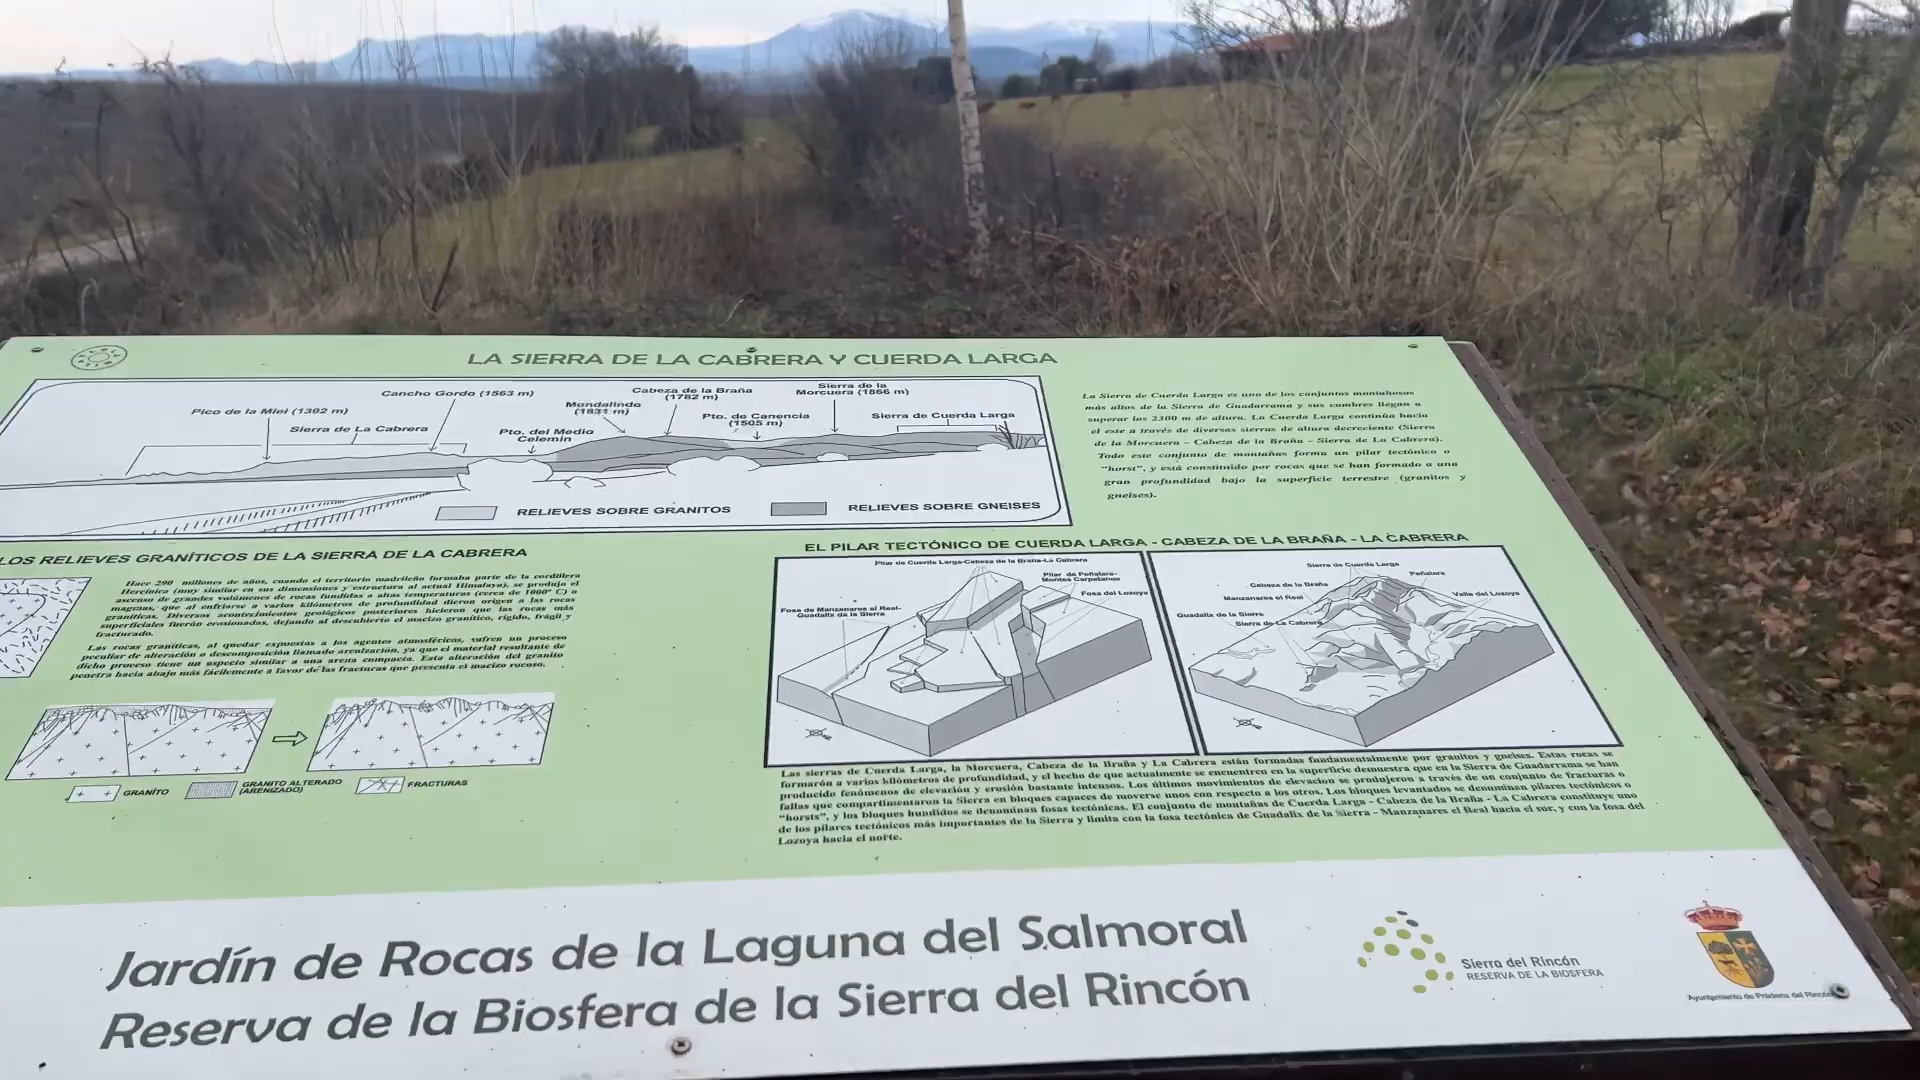 LA SIERRA DE LA CABRERA Y CUERDA LARGA
Pico de la Miel (1392 m)
Sierra de La Cabrera
Cancho Gordo (1563 m)
Pto. del Medio
Celemín
Mondalindo
(1831 m)
Cabeza de la Braña
(1782 m)
Pto. de Canencia
(1505 m)
Sierra de la
Morcuera (1866 m)
Sierra de Cuerda Larga
RELIEVES SOBRE GRANITOS
RELIEVES SOBRE GNEISES
La Sierra de Cuerda Larga es uno de los conjuntos montañosos
más altos de la Sierra de Guadarrama y sus cumbres llegan a
superar los 2300 m de altura. La Cuerda Larga continúa hacia
el este a través de diversas sierras de altura decreciente (Sierra
de la Morcuera - Cabeza de la Braña - Sierra de La Cabrera).
Todo este conjunto de montañas forma un pilar tectónico o
"horst", y está constituido por rocas que se han formado a una
gran profundidad bajo la superficie terrestre (granitos y
gneises).
LOS RELIEVES GRANÍTICOS DE LA SIERRA DE LA CABRERA
Hace 290 millones de años, cuando el territorio madrileño formaba parte de la cordillera
Hercínica (muy similar en sus dimensiones y estructura al actual Himalaya), se produjo el
ascenso de grandes volúmenes de rocas fundidas a altas temperaturas (cerca de 1000º C) o
magmas, que al enfriarse a varios kilómetros de profundidad dieron origen a las rocas
graníticas. Diversos acontecimientos geológicos posteriores hicieron que las rocas más
superficiales fueran erosionadas, dejando al descubierto el macizo granítico, rígido, frágil y
fracturado.
Las rocas graníticas, al quedar expuestas a los agentes atmosféricos, sufren un proceso
peculiar de alteración o descomposición llamado arenización, ya que el material resultante de
dicho proceso tiene un aspecto similar a una arena compacta. Esta alteración del granito
penetra hacia abajo más fácilmente a favor de las fracturas que presenta el macizo rocoso.
GRANITO
GRANITO ALTERADO
(ARENIZADO)
FRACTURAS
EL PILAR TECTÓNICO DE CUERDA LARGA - CABEZA DE LA BRAÑA - LA CABRERA
Pilar de Cuerda Larga-Cabeza de la Braña-La Cabrera
Pilar de Peñalara-
Montes Carpetanos
Fosa del Lozoya
Fosa de Manzanares el Real-
Guadalix de la Sierra
Sierra de Cuerda Larga
Peñalara
Cabeza de la Braña
Valle del Lozoya
Manzanares el Real
Guadalix de la Sierra
Sierra de La Cabrera
Las sierras de Cuerda Larga, la Morcuera, Cabeza de la Braña y La Cabrera están formadas fundamentalmente por granitos y gneises. Estas rocas se
formarón a varios kilómetros de profundidad, y el hecho de que actualmente se encuentren en la superficie demuestra que en la Sierra de Guadarrama se han
producido fenómenos de elevación y erosión bastante intensos. Los últimos movimientos de elevacion se produjeron a través de un conjunto de fracturas o
fallas que compartimentaron la Sierra en bloques capaces de moverse unos con respecto a los otros. Los bloques levantados se denominan pilares tectónicos o
"horsts", y los bloques hundidos se denominan fosas tectónicas. El conjunto de montañas de Cuerda Larga - Cabeza de la Braña - La Cabrera constituye uno
de los pilares tectónicos más importantes de la Sierra y limita con la fosa tectónica de Guadalix de la Sierra - Manzanares el Real hacia el sur, y con la fosa del
Lozoya hacia el norte.
Jardín de Rocas de la Laguna del Salmoral
Reserva de la Biosfera de la Sierra del Rincón
Sierra del Rincón
RESERVA DE LA BIOSFERA
Ayuntamiento de Prádena del Rincón